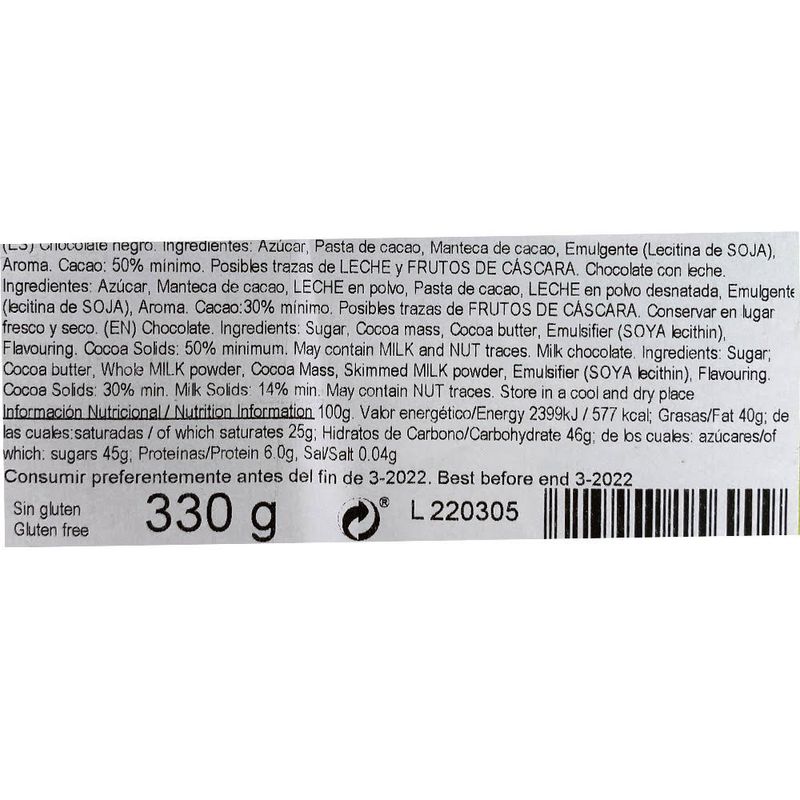 (ES) Chocolate negro. Ingredientes: Azúcar, Pasta de cacao, Manteca de cacao, Emulgente (Lecitina de SOJA),
Aroma. Cacao: 50% mínimo. Posibles trazas de LECHE y FRUTOS DE CÁSCARA. Chocolate con leche.
Ingredientes: Azúcar, Manteca de cacao, LECHE en polvo, Pasta de cacao, LECHE en polvo desnatada, Emulgente
(lecitina de SOJA), Aroma. Cacao:30% mínimo. Posibles trazas de FRUTOS DE CÁSCARA. Conservar en lugar
fresco y seco. (EN) Chocolate. Ingredients: Sugar, Cocoa mass, Cocoa butter, Emulsifier (SOYA lecithin),
Flavouring. Cocoa Solids: 50% minimum. May contain MILK and NUT traces. Milk chocolate. Ingredients: Sugar;
Cocoa butter, Whole MILK powder, Cocoa Mass, Skimmed MILK powder, Emulsifier (SOYA lecithin), Flavouring.
Cocoa Solids: 30% min. Milk Solids: 14% min. May contain NUT traces. Store in a cool and dry place
Información Nutricional / Nutrition Information 100g. Valor energético/Energy 2399kJ / 577 kcal; Grasas/Fat 40g; de
las cuales:saturadas / of which saturates 25g; Hidratos de Carbono/Carbohydrate 46g; de los cuales: azúcares/of
which: sugars 45g; Proteínas/Protein 6.0g, Sal/Salt 0.04g
Consumir preferentemente antes del fin de 3-2022. Best before end 3-2022
Sin gluten
Gluten free
330 g
®
L 220305